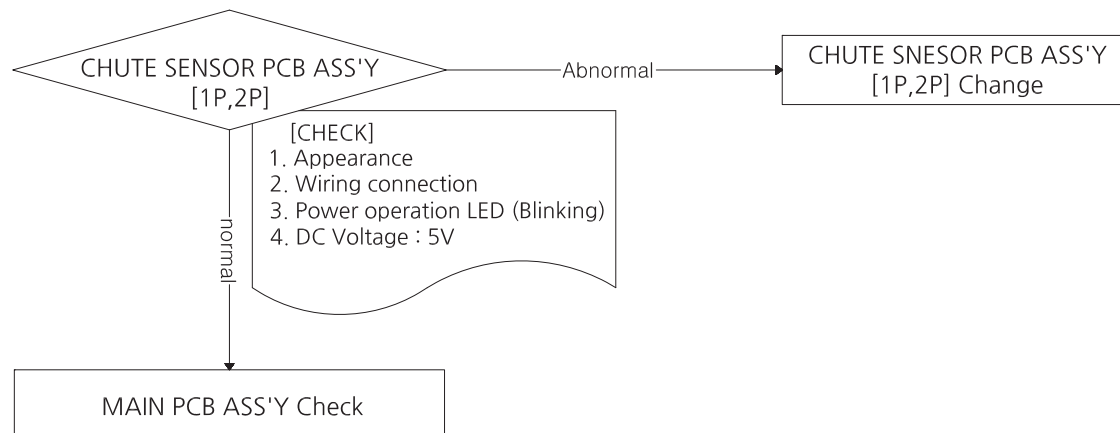 CHUTE SENSOR PCB ASS'Y
[1P,2P]
Abnormal
CHUTE SNESOR PCB ASS'Y
[1P,2P] Change
[CHECK]
1. Appearance
2. Wiring connection
3. Power operation LED (Blinking)
4. DC Voltage : 5V
normal
MAIN PCB ASS'Y Check